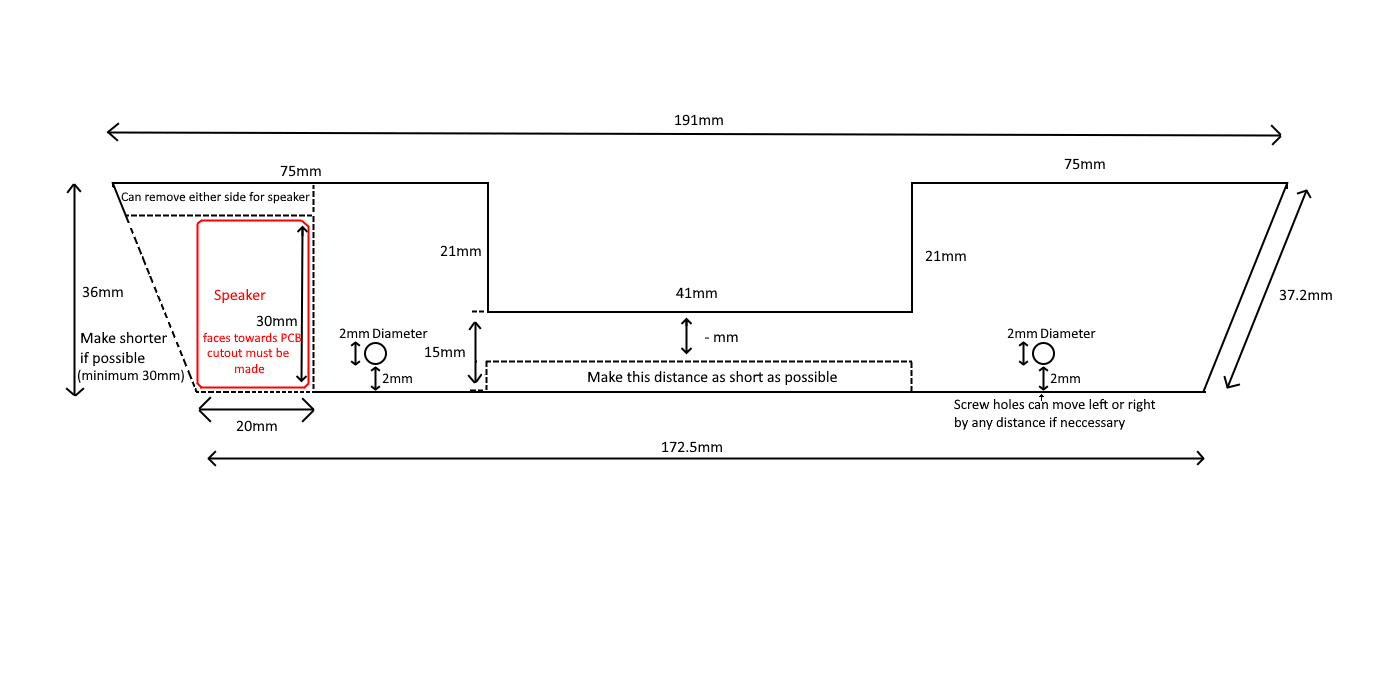 191mm
75mm
75mm
Can remove either side for speaker
21mm
21mm
36mm
Speaker
41mm
37.2mm
30mm
2mm Diameter
2mm Diameter
Make shorter
if possible
(minimum 30mm)
faces towards PCB
cutout must be
made
15mm
- mm
2mm
Make this distance as short as possible
2mm
20mm
Screw holes can move left or right
by any distance if neccessary
172.5mm